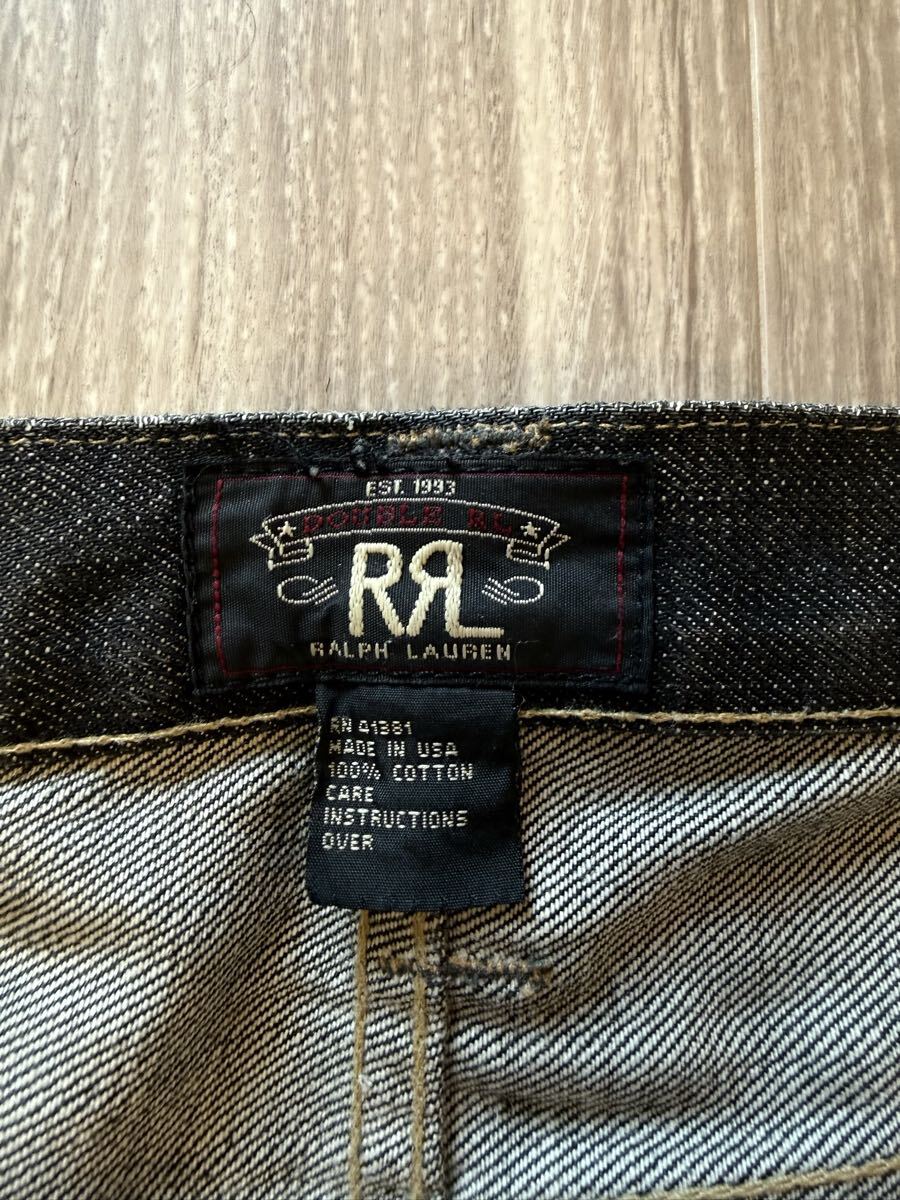 EST. 1993
DOUBLE RL
RRL
RALPH LAUREN
RN 41381
MADE IN USA
100% COTTON
CARE
INSTRUCTIONS
OVER